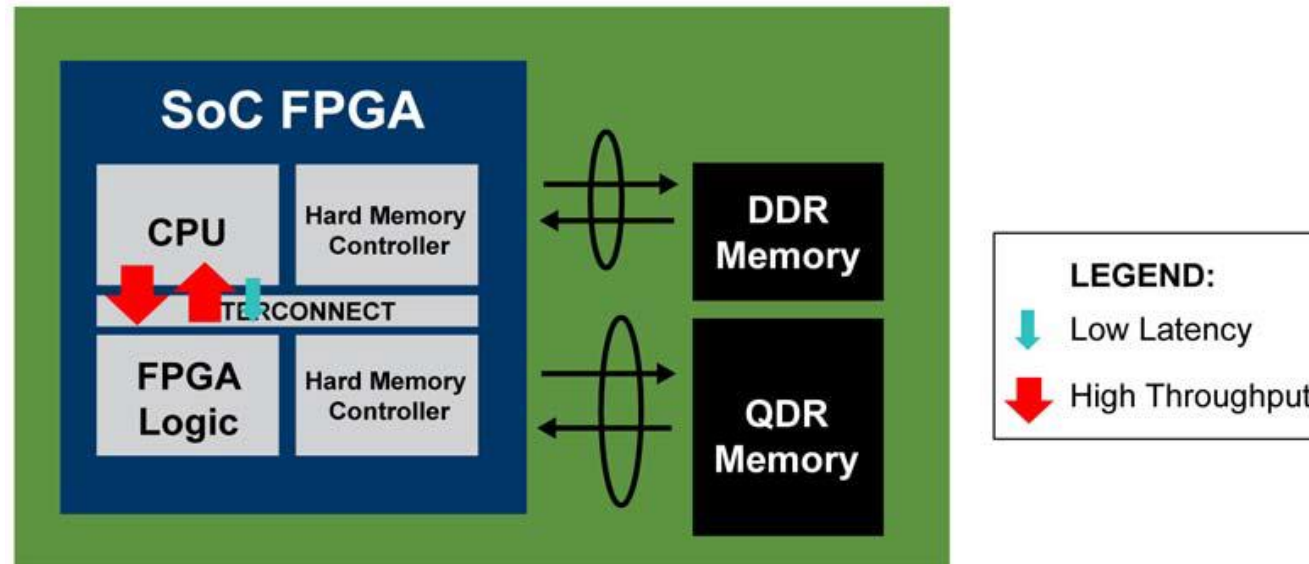 SoC FPGA
CPU
Hard Memory
Controller
TERCONNECT
FPGA
Logic
Hard Memory
Controller
DDR
Memory
QDR
Memory
LEGEND:
Low Latency
High Throughput